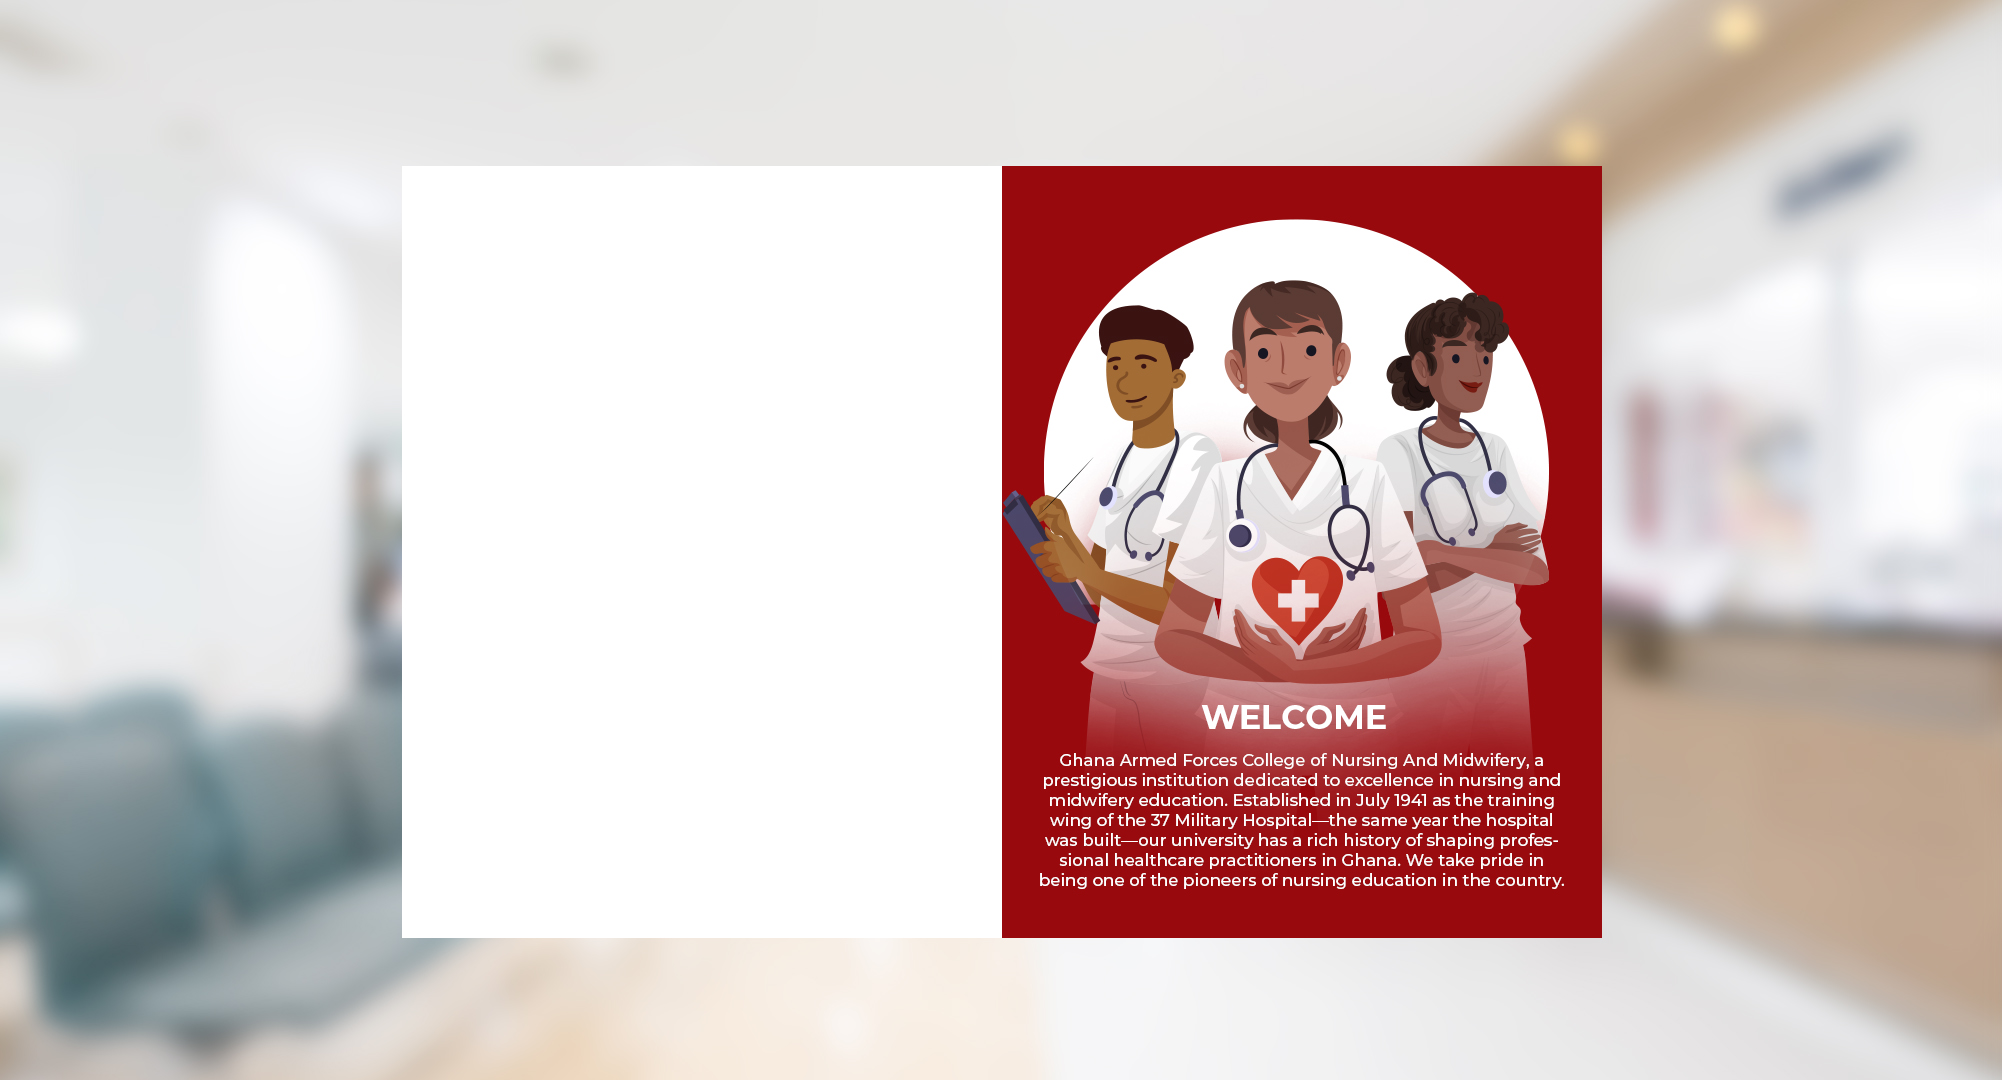 WELCOME
Ghana Armed Forces College of Nursing And Midwifery, a
prestigious institution dedicated to excellence in nursing and
midwifery education. Established in July 1941 as the training
wing of the 37 Military Hospital—the same year the hospital
was built—our university has a rich history of shaping profes-
sional healthcare practitioners in Ghana. We take pride in
being one of the pioneers of nursing education in the country.